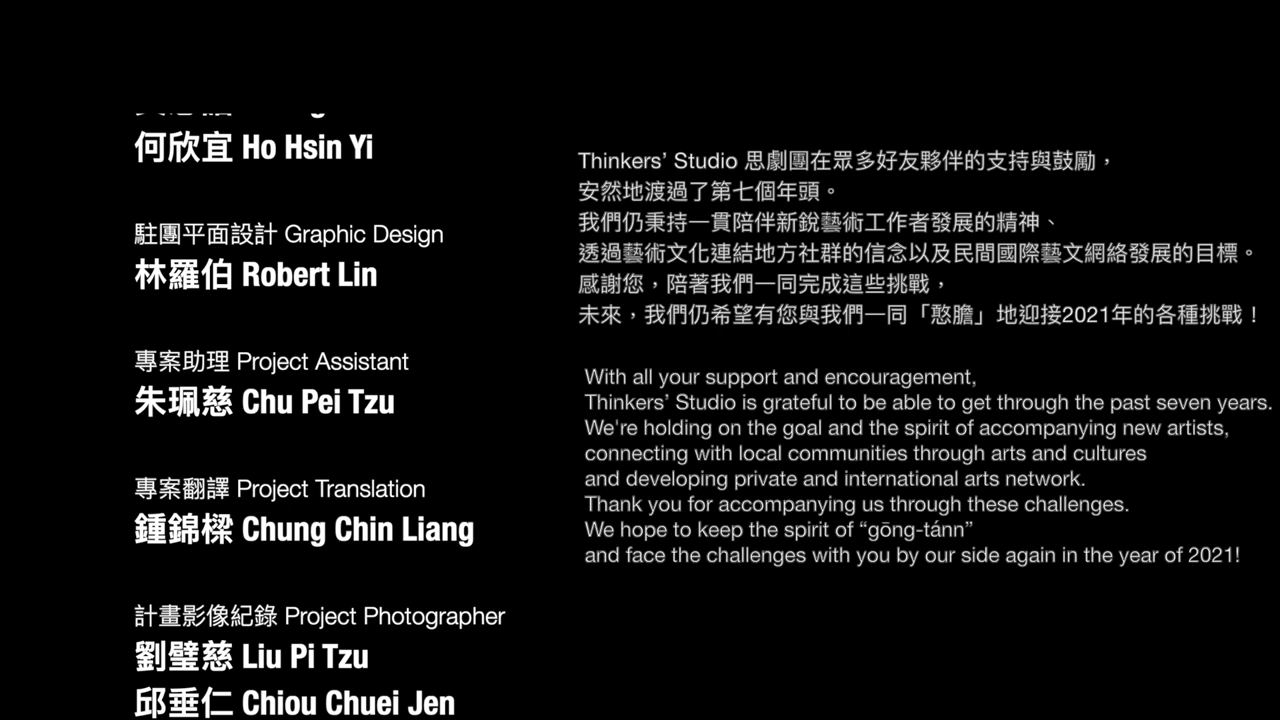 何欣宜 Ho Hsin Yi
駐團平面設計 Graphic Design
林羅伯 Robert Lin
專案助理 Project Assistant
朱珮慈 Chu Pei Tzu
專案翻譯 Project Translation
鍾錦樑 Chung Chin Liang
計畫影像紀錄 Project Photographer
劉璧慈 Liu Pi Tzu
邱垂仁 Chiou Chuei Jen
Thinkers’ Studio 思劇團在眾多好友夥伴的支持與鼓勵，
安然地渡過了第七個年頭。
我們仍秉持一貫陪伴新銳藝術工作者發展的精神、
透過藝術文化連結地方社群的信念以及民間國際藝文網絡發展的目標。
感謝您，陪著我們一同完成這些挑戰，
未來，我們仍希望有您與我們一同「憨膽」地迎接2021年的各種挑戰！
With all your support and encouragement,
Thinkers’ Studio is grateful to be able to get through the past seven years.
We're holding on the goal and the spirit of accompanying new artists,
connecting with local communities through arts and cultures
and developing private and international arts network.
Thank you for accompanying us through these challenges.
We hope to keep the spirit of “gōng-tánn”
and face the challenges with you by our side again in the year of 2021!